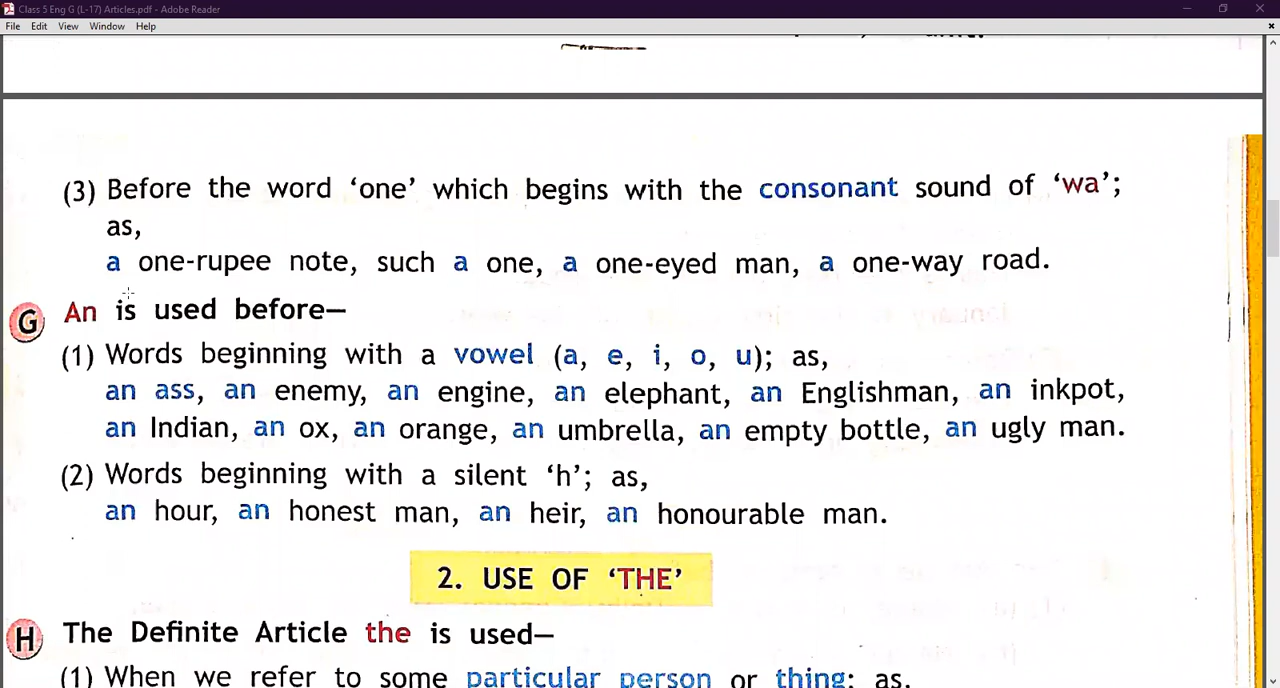 Class 5 Eng G (L-17) Articles.pdf - Adobe Reader
File Edit View Window Help
(3) Before the word ‘one’ which begins with the consonant sound of ‘wa’;
as,
a one-rupee note, such a one, a one-eyed man, a one-way road.
G An is used before—
(1) Words beginning with a vowel (a, e, i, o, u); as,
an ass, an enemy, an engine, an elephant, an Englishman, an inkpot,
an Indian, an ox, an orange, an umbrella, an empty bottle, an ugly man.
(2) Words beginning with a silent ‘h’; as,
an hour, an honest man, an heir, an honourable man.
2. USE OF ‘THE’
H The Definite Article the is used—
(1) When we refer to some particular person or thing; as,